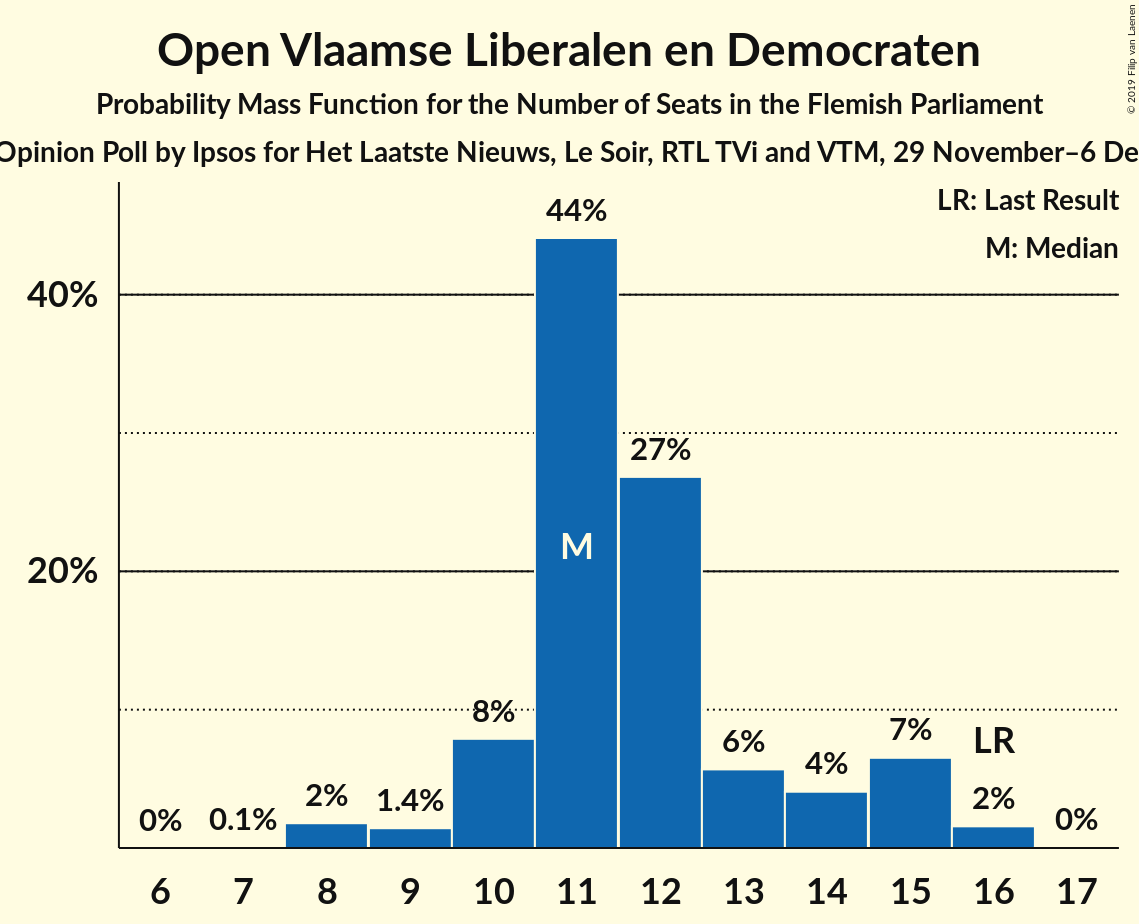 Open Vlaamse Liberalen en Democraten
Probability Mass Function for the Number of Seats in the Flemish Parliament
Opinion Poll by Ipsos for Het Laatste Nieuws, Le Soir, RTL TVi and VTM, 29 November–6 De
© 2019 Filip van Laenen
LR: Last Result
M: Median
44%
40%
27%
M
20%
8%
7%
6%
LR
4%
2%
1.4%
2%
0%
0.1%
0%
6 7 8 9 10 11 12 13 14 15 16 17